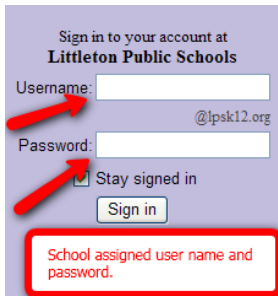 Sign in to your account at
Littleton Public Schools
Username:
@lpsk12.org
Password:
Stay signed in
Sign in
School assigned user name and
password.